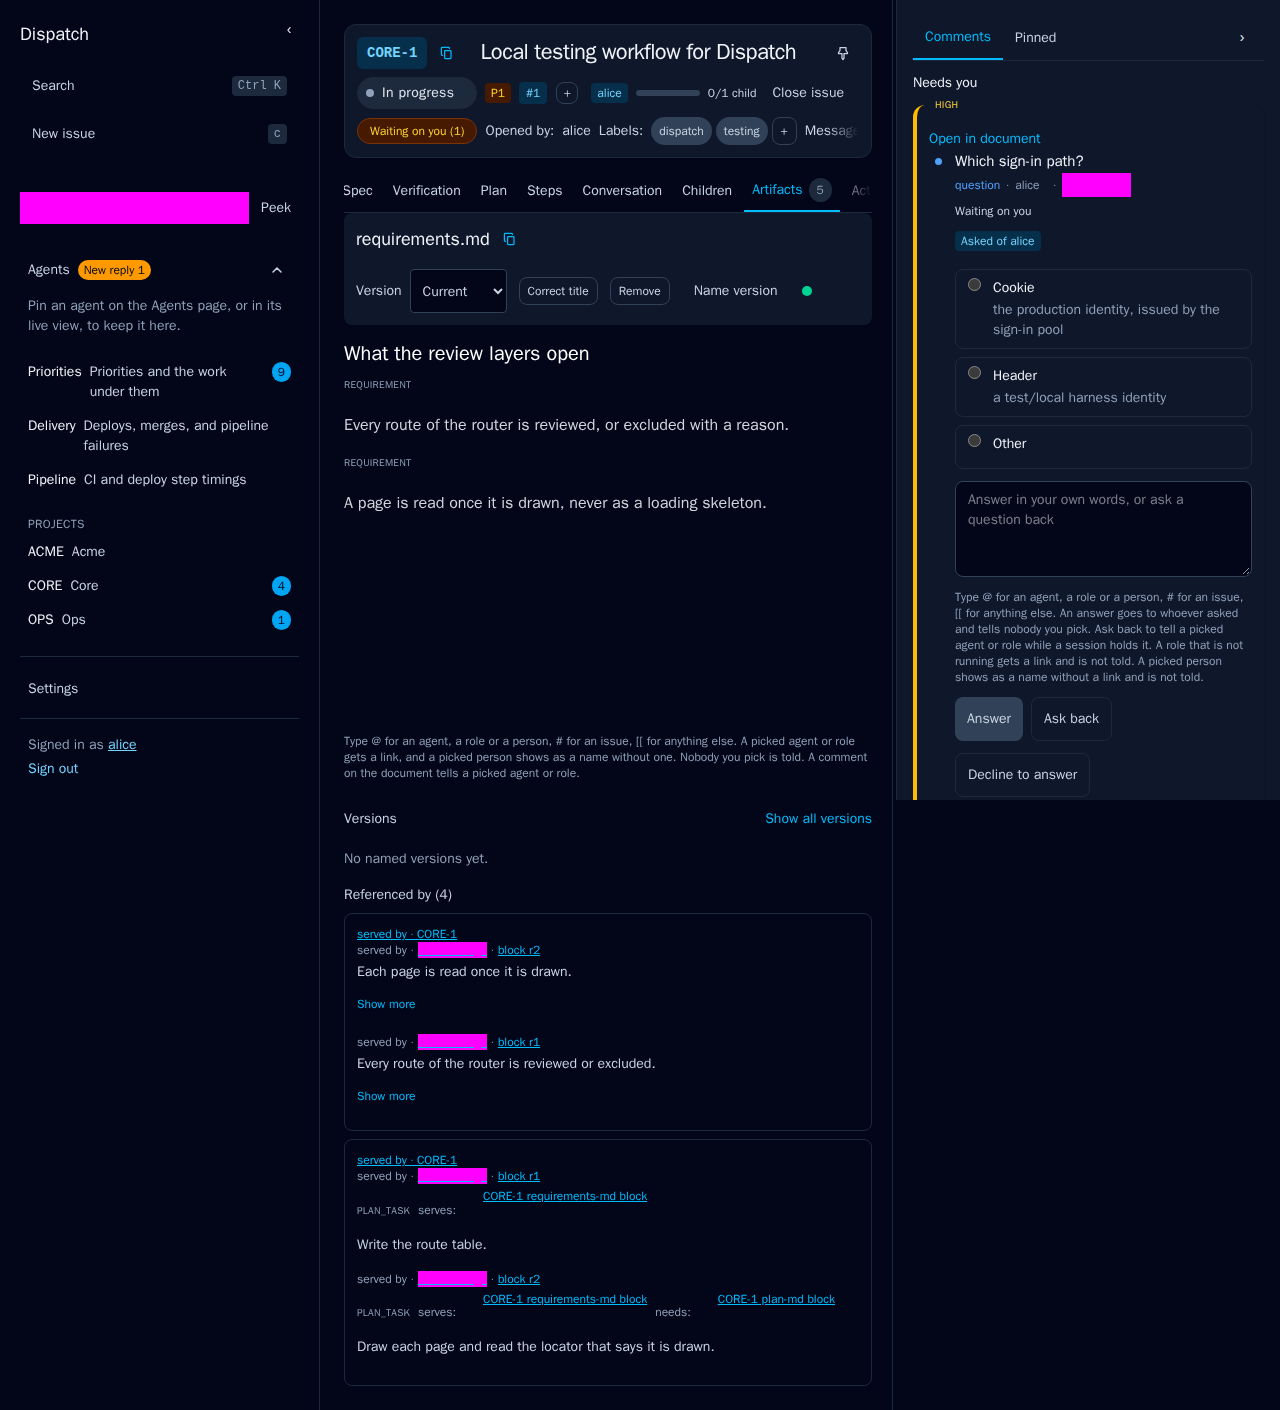 Dispatch
Search
Ctrl K
New issue
C
Peek
Agents
New reply 1
Pin an agent on the Agents page, or in its
live view, to keep it here.
Priorities
Priorities and the work
under them
9
Delivery
Deploys, merges, and pipeline
failures
Pipeline
CI and deploy step timings
PROJECTS
ACME Acme
CORE Core
4
OPS Ops
1
Settings
Signed in as alice
Sign out
CORE-1
Local testing workflow for Dispatch
In progress
P1
#1
+
alice
0/1 child
Close issue
Waiting on you (1)
Opened by: alice
Labels:
dispatch
testing
+
Message
Spec
Verification
Plan
Steps
Conversation
Children
Artifacts 5
Act
requirements.md
Version
Current
Correct title
Remove
Name version
What the review layers open
REQUIREMENT
Every route of the router is reviewed, or excluded with a reason.
REQUIREMENT
A page is read once it is drawn, never as a loading skeleton.
Type @ for an agent, a role or a person, # for an issue, [[ for anything else. A picked agent or role
gets a link, and a picked person shows as a name without one. Nobody you pick is told. A comment
on the document tells a picked agent or role.
Versions
Show all versions
No named versions yet.
Referenced by (4)
served by · CORE-1
served by · · block r2
Each page is read once it is drawn.
Show more
served by · · block r1
Every route of the router is reviewed or excluded.
Show more
served by · CORE-1
served by · · block r1
CORE-1 requirements-md block
PLAN_TASK serves:
Write the route table.
served by · · block r2
CORE-1 requirements-md block
CORE-1 plan-md block
PLAN_TASK serves:
needs:
Draw each page and read the locator that says it is drawn.
Comments
Pinned
Needs you
HIGH
Open in document
Which sign-in path?
question · alice ·
Waiting on you
Asked of alice
Cookie
the production identity, issued by the
sign-in pool
Header
a test/local harness identity
Other
Answer in your own words, or ask a
question back
Type @ for an agent, a role or a person, # for an issue,
[[ for anything else. An answer goes to whoever asked
and tells nobody you pick. Ask back to tell a picked
agent or role while a session holds it. A role that is not
running gets a link and is not told. A picked person
shows as a name without a link and is not told.
Answer
Ask back
Decline to answer